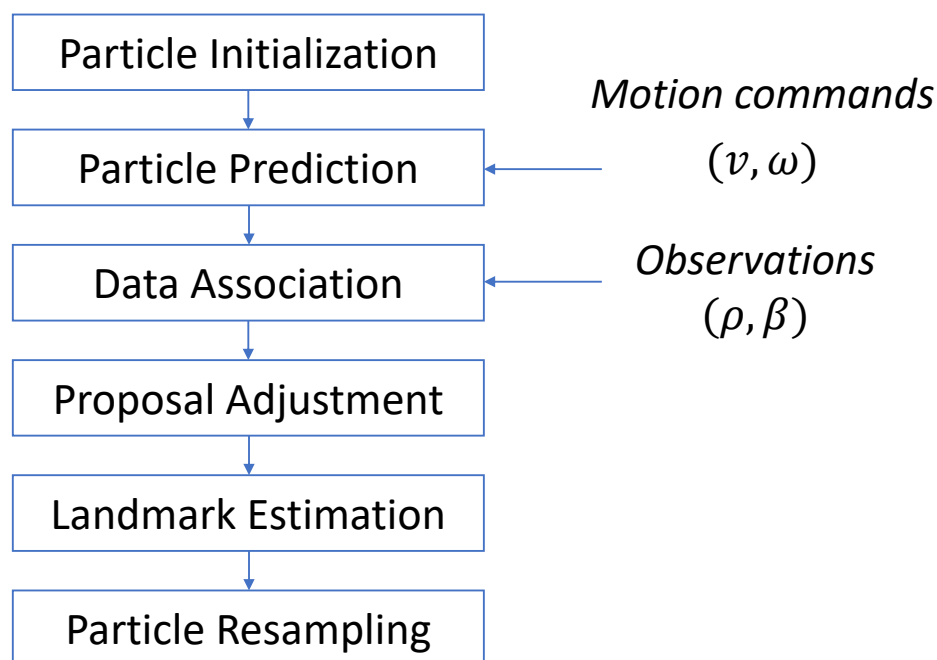 Particle Initialization
Motion commands
Particle Prediction
(v, ω)
Observations
Data Association
(ρ, β)
Proposal Adjustment
Landmark Estimation
Particle Resampling